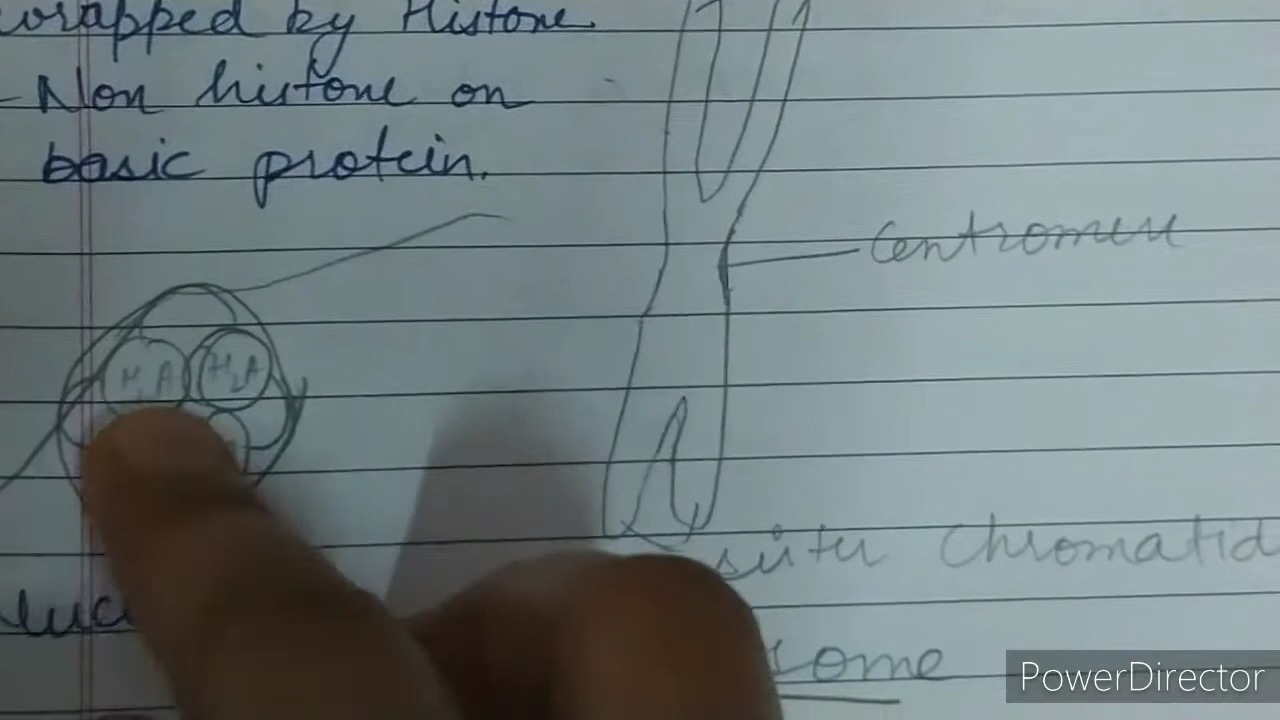 wrapped by Histone.
- Non histone on
basic protein.
Centromere
H2A H2A
sister Chromatid
PowerDirector